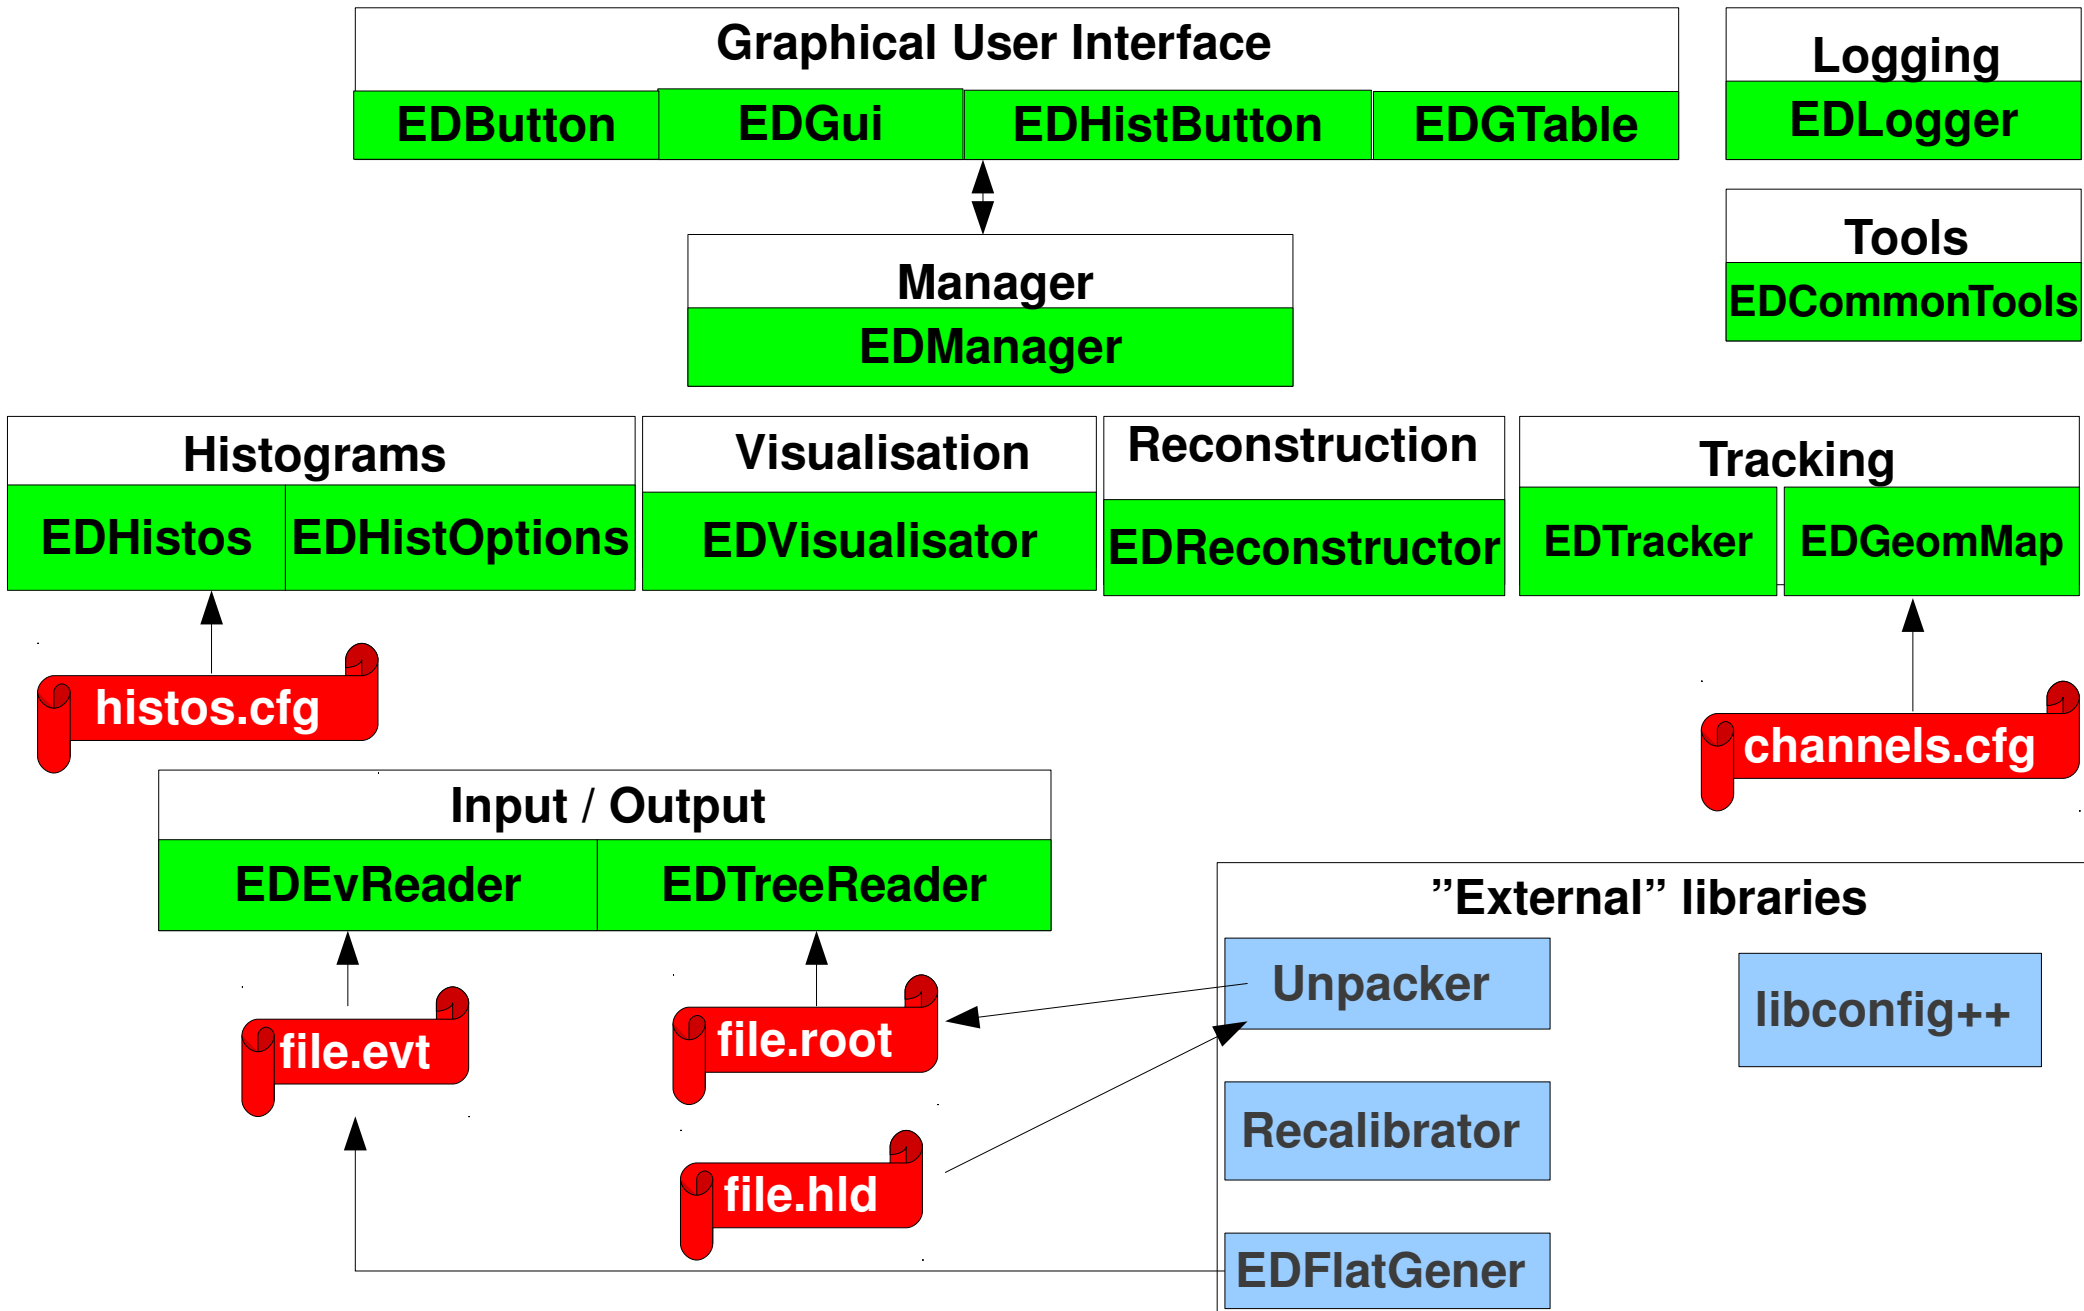 Graphical User Interface
EDButton
EDGui
EDHistButton
EDGTable
Logging
EDLogger
Tools
EDCommonTools
Manager
EDManager
Histograms
EDHistos
EDHistOptions
Visualisation
EDVisualisator
Reconstruction
EDReconstructor
Tracking
EDTracker
EDGeomMap
histos.cfg
channels.cfg
Input / Output
EDEvReader
EDTreeReader
file.evt
file.root
file.hld
”External” libraries
Unpacker
libconfig++
Recalibrator
EDFlatGener